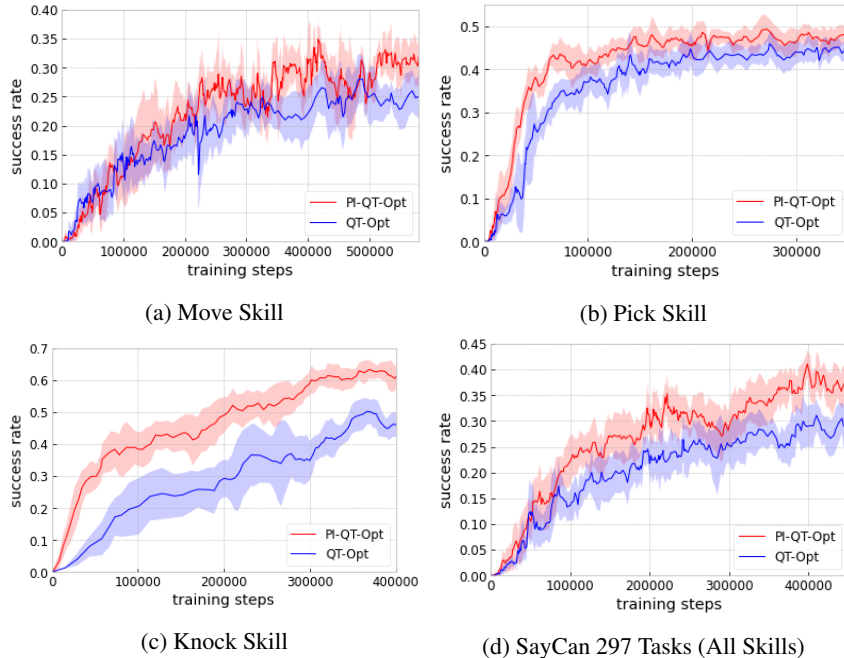 0.40
0.35
0.30
0.25
0.20
0.15
0.10
0.05
0.00
success rate
PI-QT-Opt
QT-Opt
0 100000 200000 300000 400000 500000
training steps
(a) Move Skill
0.5
0.4
0.3
0.2
0.1
0.0
success rate
PI-QT-Opt
QT-Opt
0 100000 200000 300000
training steps
(b) Pick Skill
0.7
0.6
0.5
0.4
0.3
0.2
0.1
0.0
success rate
PI-QT-Opt
QT-Opt
0 100000 200000 300000 400000
training steps
(c) Knock Skill
0.45
0.40
0.35
0.30
0.25
0.20
0.15
0.10
0.05
0.00
success rate
PI-QT-Opt
QT-Opt
0 100000 200000 300000 400000
training steps
(d) SayCan 297 Tasks (All Skills)